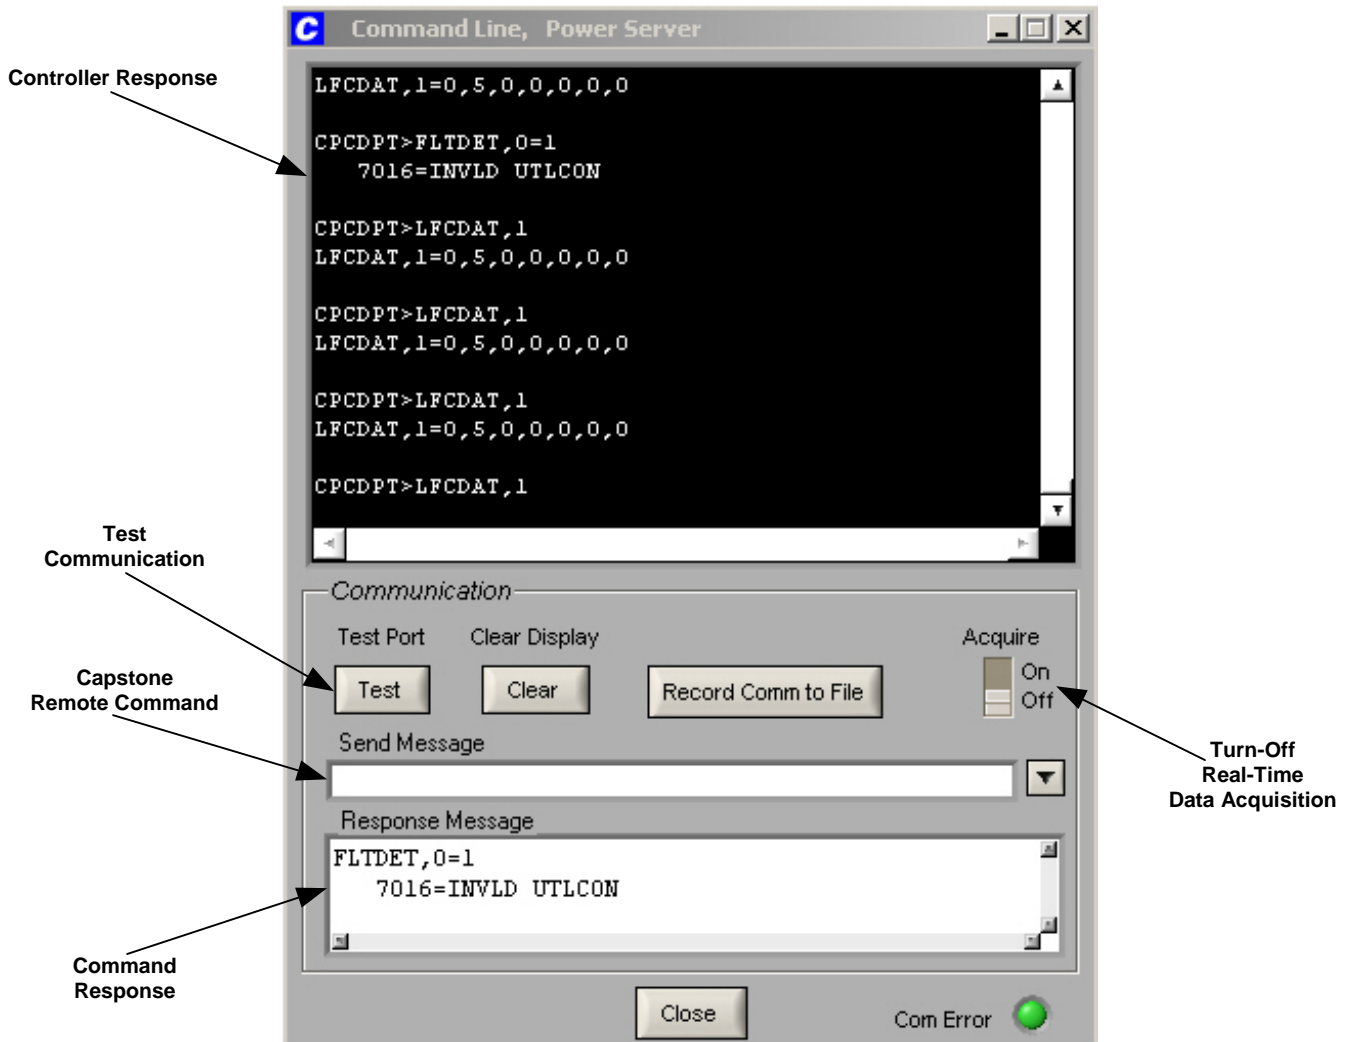 C Command Line, Power Server
Controller Response
LFCDAT,1=0,5,0,0,0,0,0
CPCDPT>FLTDET,0=1
7016=INVLD UTLCON
CPCDPT>LFCDAT,1
LFCDAT,1=0,5,0,0,0,0,0
CPCDPT>LFCDAT,1
LFCDAT,1=0,5,0,0,0,0,0
CPCDPT>LFCDAT,1
LFCDAT,1=0,5,0,0,0,0,0
CPCDPT>LFCDAT,1
Test
Communication
Communication
Test Port Clear Display Acquire
Test Clear Record Comm to File On
Off
Capstone
Remote Command
Send Message
Turn-Off
Real-Time
Data Acquisition
Response Message
FLTDET,0=1
7016=INVLD UTLCON
Command
Response
Close
Com Error